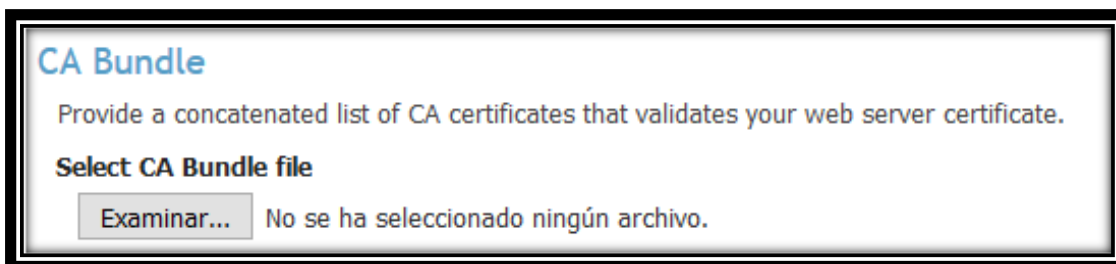 CA Bundle
Provide a concatenated list of CA certificates that validates your web server certificate.
Select CA Bundle file
Examinar... No se ha seleccionado ningún archivo.